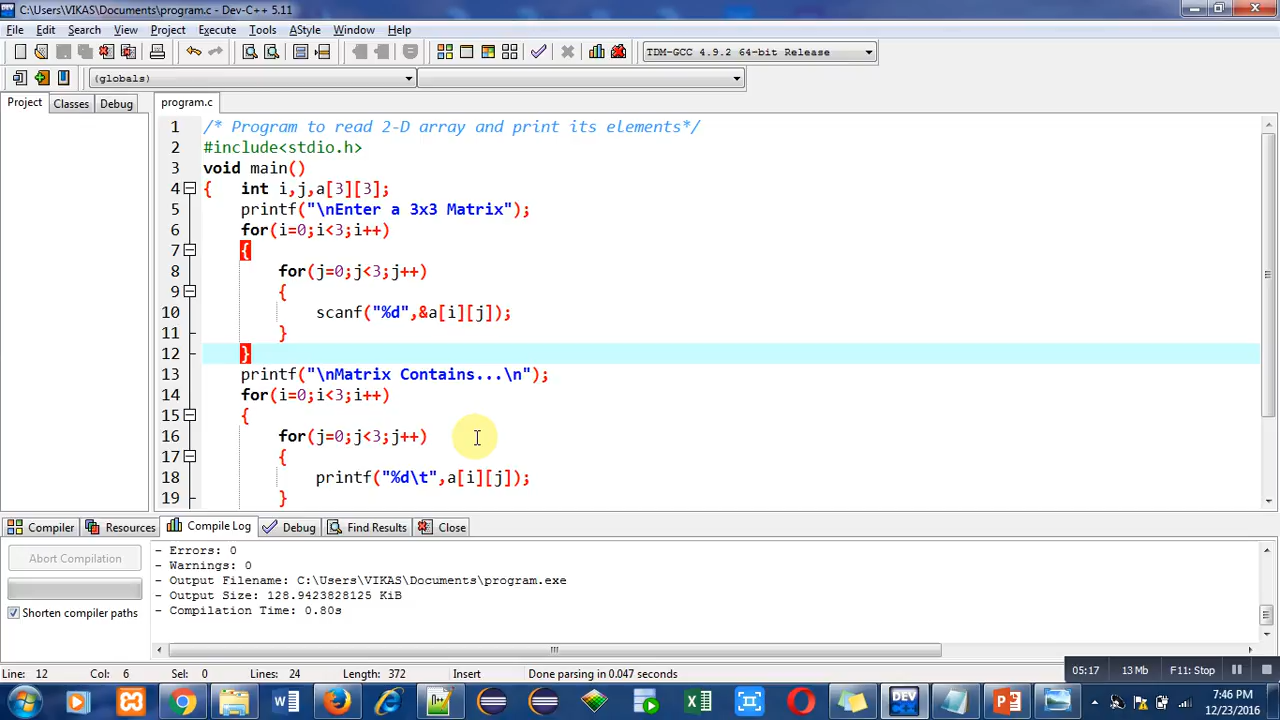 C:\Users\VIKAS\Documents\program.c - Dev-C++ 5.11
File Edit Search View Project Execute Tools AStyle Window Help
TDM-GCC 4.9.2 64-bit Release
(globals)
Project Classes Debug program.c
1 /* Program to read 2-D array and print its elements*/
2 #include<stdio.h>
3 void main()
4 { int i,j,a[3][3];
5 printf("\nEnter a 3x3 Matrix");
6 for(i=0;i<3;i++)
7 {
8 for(j=0;j<3;j++)
9 {
10 scanf("%d",&a[i][j]);
11 }
12 }
13 printf("\nMatrix Contains...\n");
14 for(i=0;i<3;i++)
15 {
16 for(j=0;j<3;j++)
17 {
18 printf("%d\t",a[i][j]);
19 }
Compiler Resources Compile Log Debug Find Results Close
Abort Compilation
Shorten compiler paths
- Errors: 0
- Warnings: 0
- Output Filename: C:\Users\VIKAS\Documents\program.exe
- Output Size: 128.9423828125 KiB
- Compilation Time: 0.80s
Line: 12 Col: 6 Sel: 0 Lines: 24 Length: 372 Insert Done parsing in 0.047 seconds
05:17 13 Mb F11: Stop
7:46 PM
12/23/2016